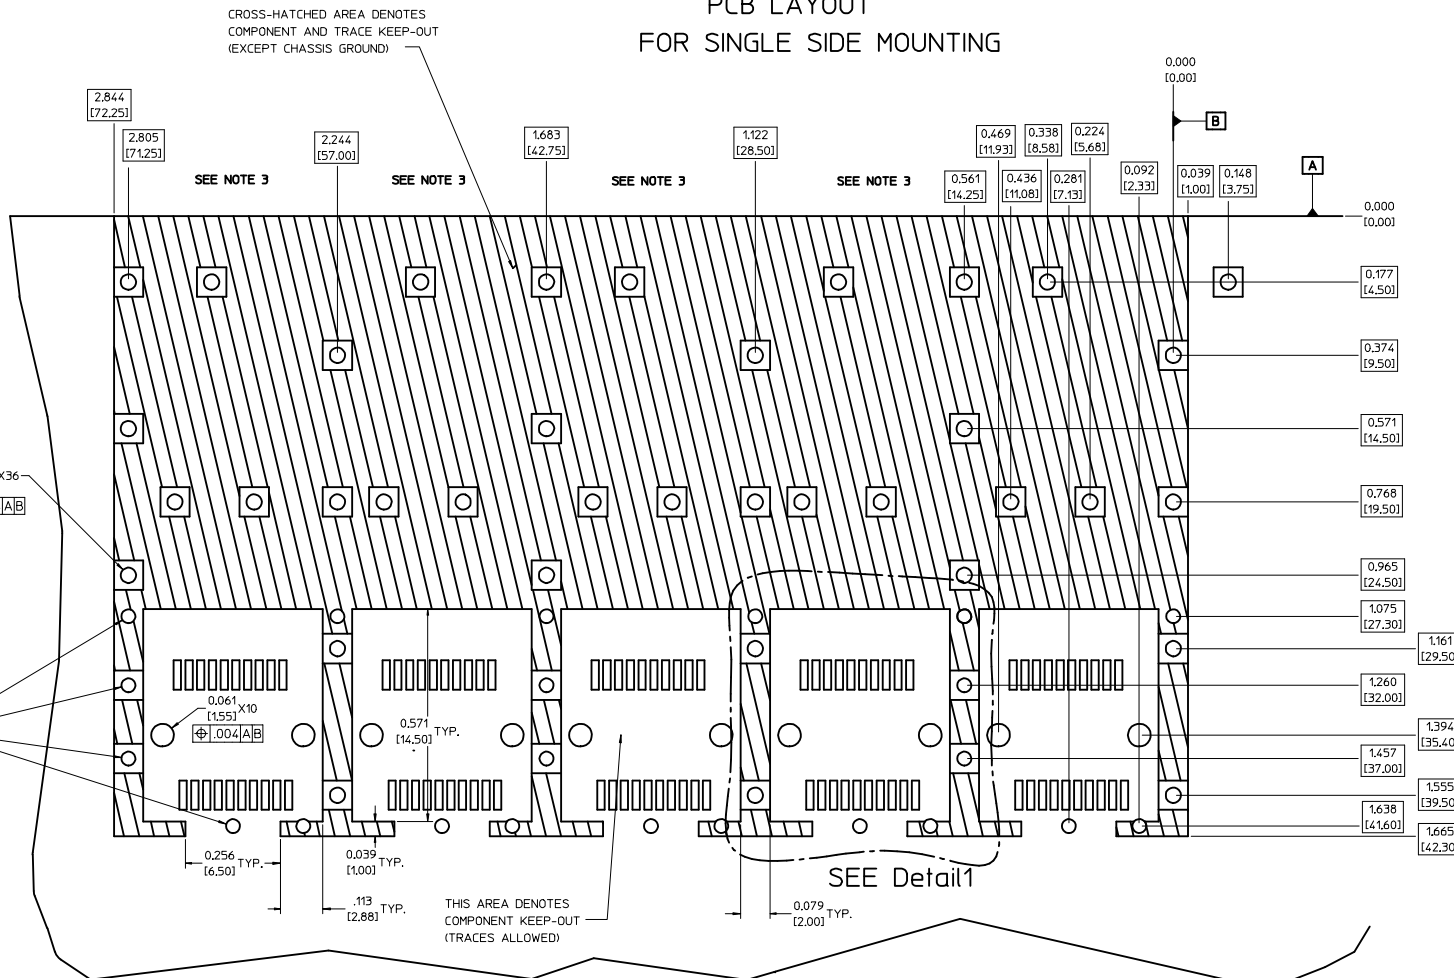 PCB LAYOUT
FOR SINGLE SIDE MOUNTING
CROSS-HATCHED AREA DENOTES
COMPONENT AND TRACE KEEP-OUT
(EXCEPT CHASSIS GROUND)
0.000
[0.00]
B
A
2.844
[72.25]
2.805
[71.25]
2.244
[57.00]
1.683
[42.75]
1.122
[28.50]
0.469
[11.93]
0.338
[8.58]
0.224
[5.68]
0.561
[14.25]
0.436
[11.08]
0.281
[7.13]
0.092
[2.33]
0.039
[1.00]
0.148
[3.75]
SEE NOTE 3
SEE NOTE 3
SEE NOTE 3
SEE NOTE 3
0.000
[0.00]
0.177
[4.50]
0.374
[9.50]
0.571
[14.50]
X36
A B
0.768
[19.50]
0.965
[24.50]
1.075
[27.30]
1.161
[29.50
1.260
[32.00]
1.394
[35.40
1.457
[37.00]
1.555
[39.50
1.638
[41.60]
1.665
[42.30
0.061
[1.55] X10
⌖ .004 A B
0.571
[14.50] TYP.
0.256
[6.50] TYP.
0.039
[1.00] TYP.
.113
[2.88] TYP.
THIS AREA DENOTES
COMPONENT KEEP-OUT
(TRACES ALLOWED)
0.079
[2.00] TYP.
SEE Detail1